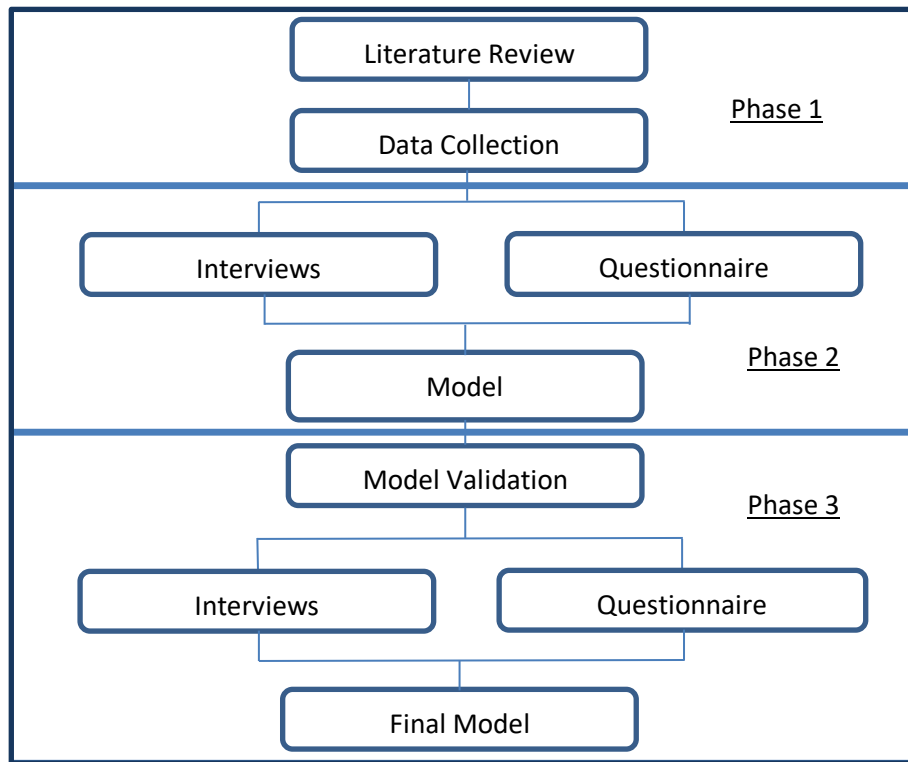 Literature Review
Phase 1
Data Collection
Interviews
Questionnaire
Phase 2
Model
Model Validation
Phase 3
Interviews
Questionnaire
Final Model